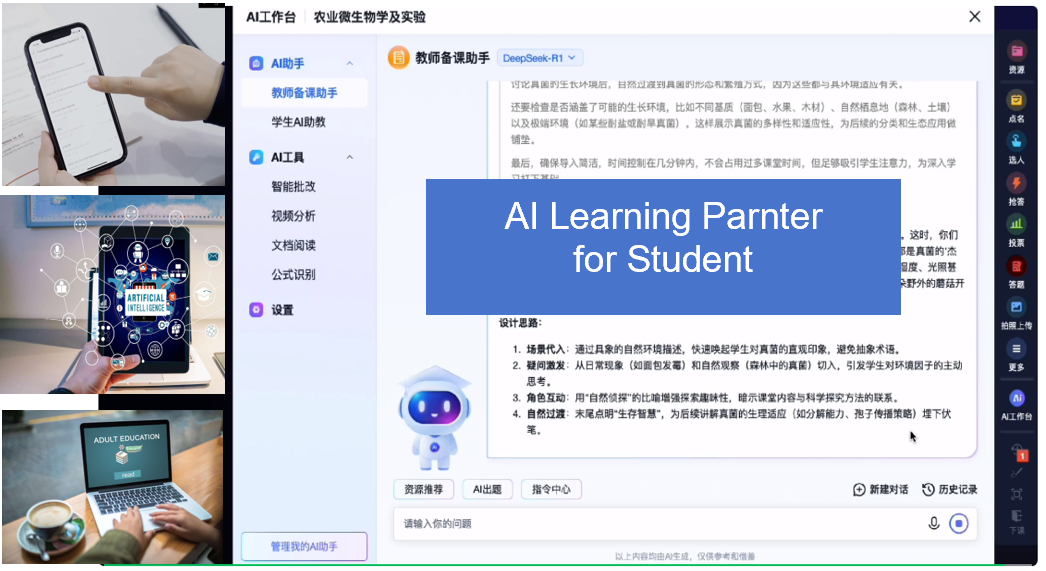 AI工作台 农业微生物学及实验
AI助手
教师备课助手
学生AI助教
AI工具
智能批改
视频分析
文档阅读
公式识别
设置
管理我的AI助手
教师备课助手 DeepSeek-R1
讨论真菌的生长环境后，自然过渡到真菌的形态和繁殖方式，因为这些都与其环境适应有关。
还要检查是否涵盖了可能的生长环境，比如不同基质（面包、水果、木材）、自然栖息地（森林、土壤）
以及极端环境（如某些耐盐或耐旱真菌）。这样展示真菌的多样性和适应性，为后续的分类和生态应用做
铺垫。
最后，确保导入简洁，时间控制在几分钟内，不会占用过多课堂时间，但足够吸引学生注意力，为深入学
AI Learning Parnter
for Student
。这时，你们
都是真菌的‘杰
湿度、光照甚
朵野外的蘑菇开
设计思路：
1. 场景代入：通过具象的自然环境描述，快速唤起学生对真菌的直观印象，避免抽象术语。
2. 疑问激发：从日常现象（如面包发霉）和自然观察（森林中的真菌）切入，引发学生对环境因子的主动
思考。
3. 角色互动：用“自然侦探”的比喻增强探索趣味性，暗示课堂内容与科学探究方法的联系。
4. 自然过渡：末尾点明“生存智慧”，为后续讲解真菌的生理适应（如分解能力、孢子传播策略）埋下伏
笔。
资源推荐 AI出题 指令中心 新建对话 历史记录
请输入你的问题
以上内容均由AI生成，仅供参考和借鉴
资源
点名
选人
抢答
投票
答题
拍照上传
更多
Ai
AI工作台
1
下课
ARTIFICIAL
INTELLIGENCE
ADULT EDUCATION
read